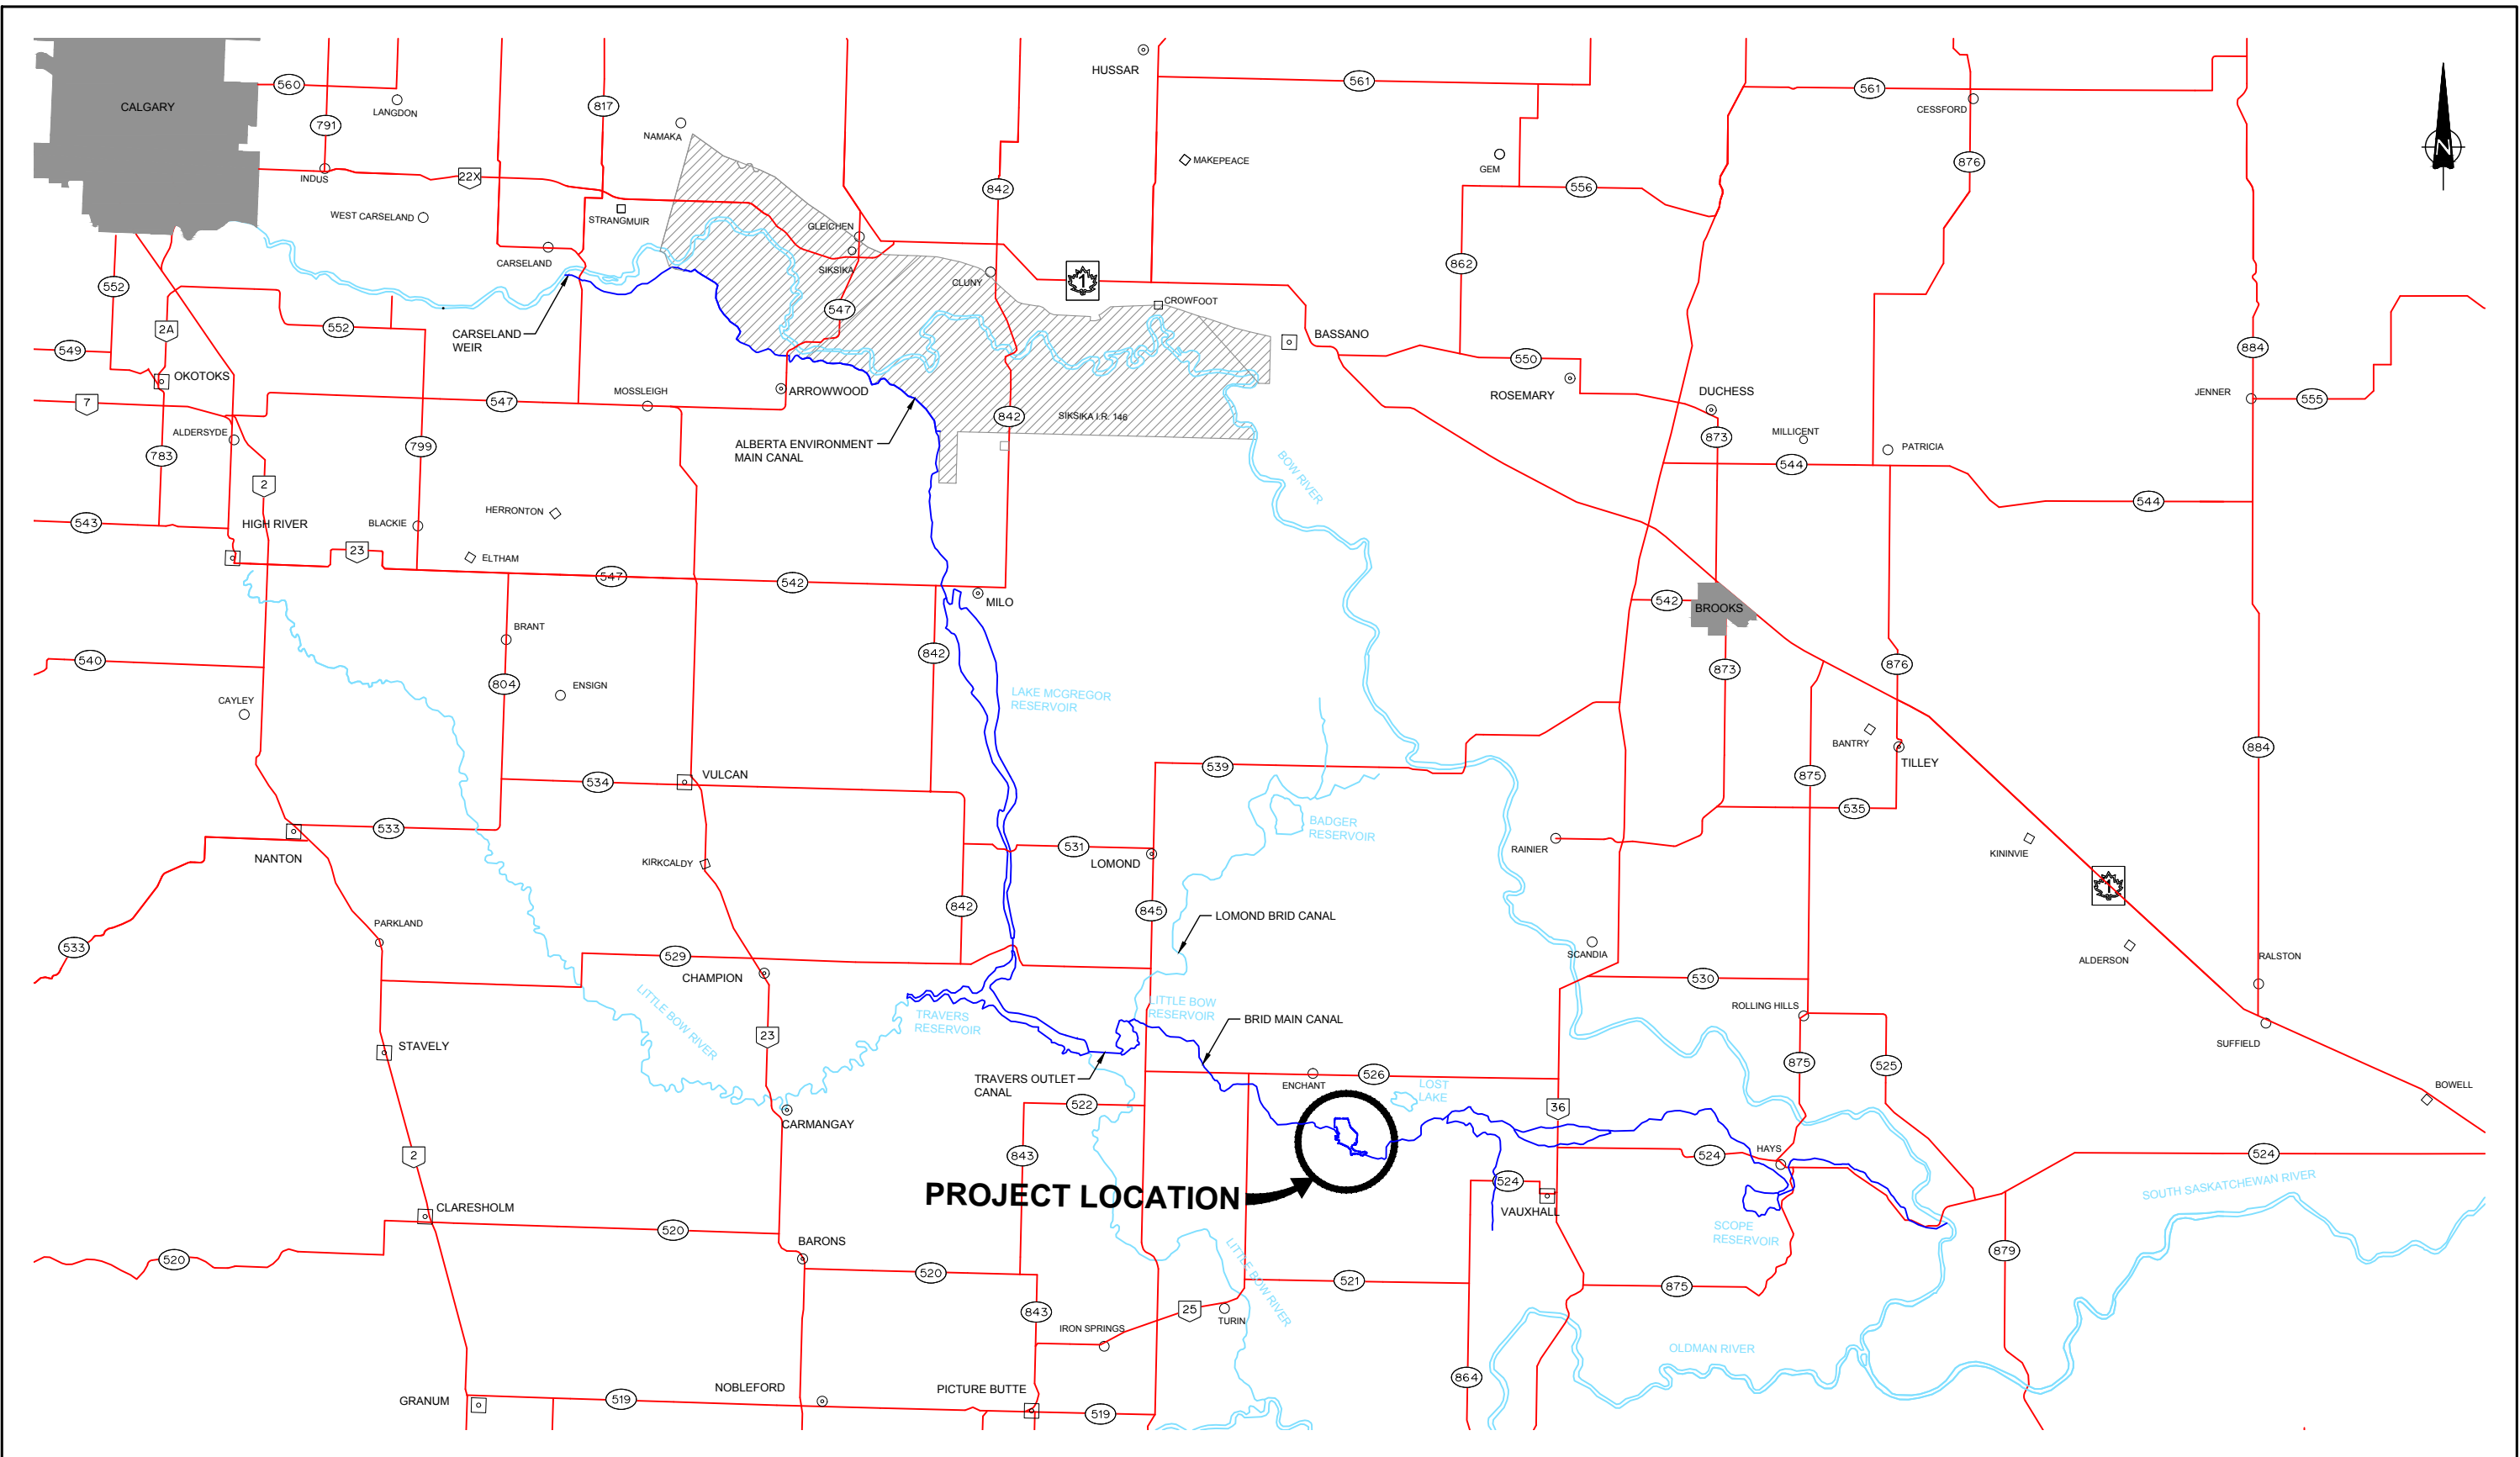 HUSSAR
561
560
561
CALGARY
LANGDON
817
CESSFORD
791
NAMAKA
N
GEM
MAKEPEACE
876
INDUS
22X
842
556
WEST CARSELAND
STRANGMUIR
GLEICHEN
CARSELAND
SIKSIKA
862
552
CLUNY
1
CROWFOOT
547
2A
552
CARSELAND
WEIR
BASSANO
549
884
550
OKOTOKS
MOSSLEIGH
ARROWWOOD
ROSEMARY
DUCHESS
JENNER
555
7
547
842
SIKSIKA I.R. 146
ALDERSYDE
873
MILLICENT
799
ALBERTA ENVIRONMENT
MAIN CANAL
PATRICIA
783
BOW RIVER
544
2
544
HERRONTON
543
HIGH RIVER
BLACKIE
23
ELTHAM
547
542
MILO
542
BROOKS
BRANT
842
540
804
ENSIGN
LAKE MCGREGOR
RESERVOIR
873
876
CAYLEY
BANTRY
884
VULCAN
539
TILLEY
534
875
535
533
BADGER
RESERVOIR
NANTON
KIRKCALDY
531
LOMOND
RAINIER
KININVIE
1
842
845
LOMOND BRID CANAL
PARKLAND
533
529
SCANDIA
ALDERSON
RALSTON
CHAMPION
530
LITTLE BOW RIVER
TRAVERS
RESERVOIR
LITTLE BOW
RESERVOIR
ROLLING HILLS
BRID MAIN CANAL
23
STAVELY
SUFFIELD
875
525
TRAVERS OUTLET
CANAL
ENCHANT
526
LOST
LAKE
BOWELL
522
36
CARMANGAY
2
843
HAYS
524
524
524
PROJECT LOCATION
SOUTH SASKATCHEWAN RIVER
CLARESHOLM
VAUXHALL
520
BARONS
SCOPE
RESERVOIR
520
879
520
LITTLE BOW RIVER
521
875
843
25
TURIN
IRON SPRINGS
OLDMAN RIVER
864
NOBLEFORD
PICTURE BUTTE
GRANUM
519
519